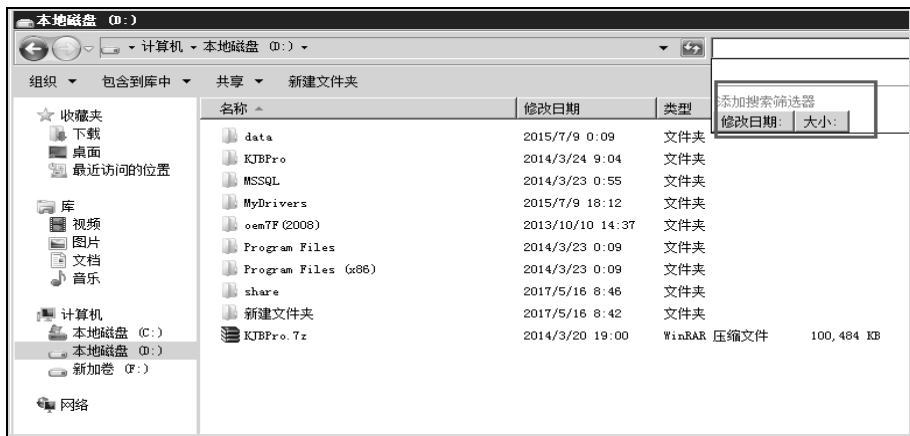 本地磁盘 (D:)
计算机 本地磁盘 (D:)
组织 包含到库中 共享 新建文件夹
添加搜索筛选器
修改日期: 大小:
收藏夹
下载
桌面
最近访问的位置
库
视频
图片
文档
音乐
计算机
本地磁盘 (C:)
本地磁盘 (D:)
新加卷 (F:)
网络
名称 修改日期 类型
data 2015/7/9 0:09 文件夹
KJBPro 2014/3/24 9:04 文件夹
MSSQL 2014/3/23 0:55 文件夹
MyDrivers 2015/7/9 18:12 文件夹
oem7F(2008) 2013/10/10 14:37 文件夹
Program Files 2014/3/23 0:09 文件夹
Program Files (x86) 2014/3/23 0:09 文件夹
share 2017/5/16 8:46 文件夹
新建文件夹 2017/5/16 8:42 文件夹
KJBPro.7z 2014/3/20 19:00 WinRAR 压缩文件 100,484 KB